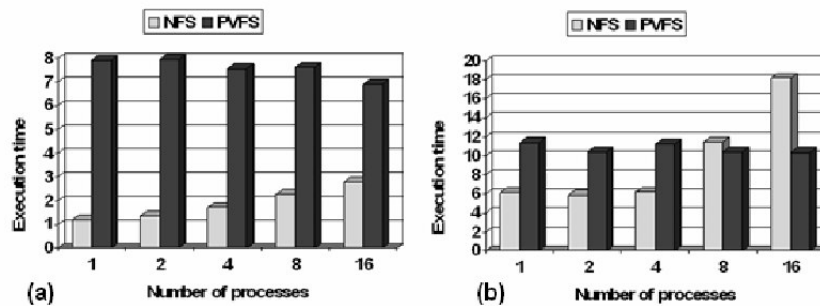 NFS PVFS
Execution time
8
7
6
5
4
3
2
1
0
1 2 4 8 16
Number of processes
(a)
NFS PVFS
Execution time
20
18
16
14
12
10
8
6
4
2
0
1 2 4 8 16
Number of processes
(b)